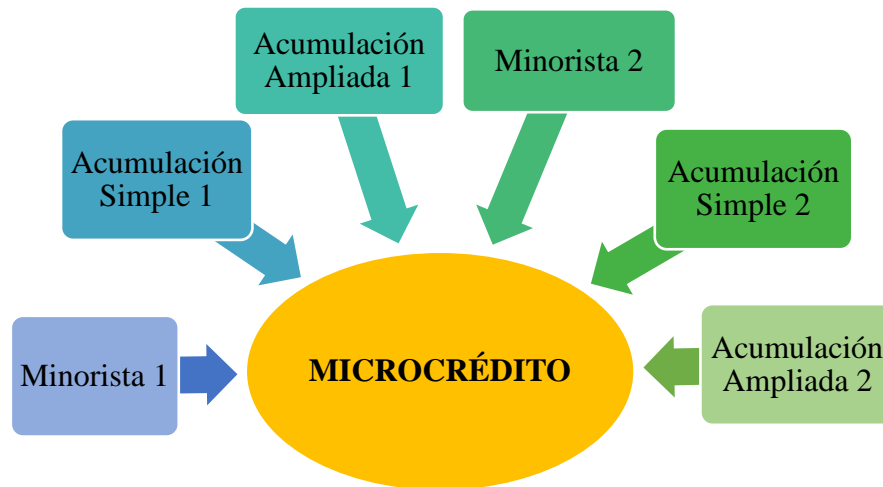 Acumulación
Ampliada 1
Minorista 2
Acumulación
Simple 1
Acumulación
Simple 2
Minorista 1
MICROCRÉDITO
Acumulación
Ampliada 2